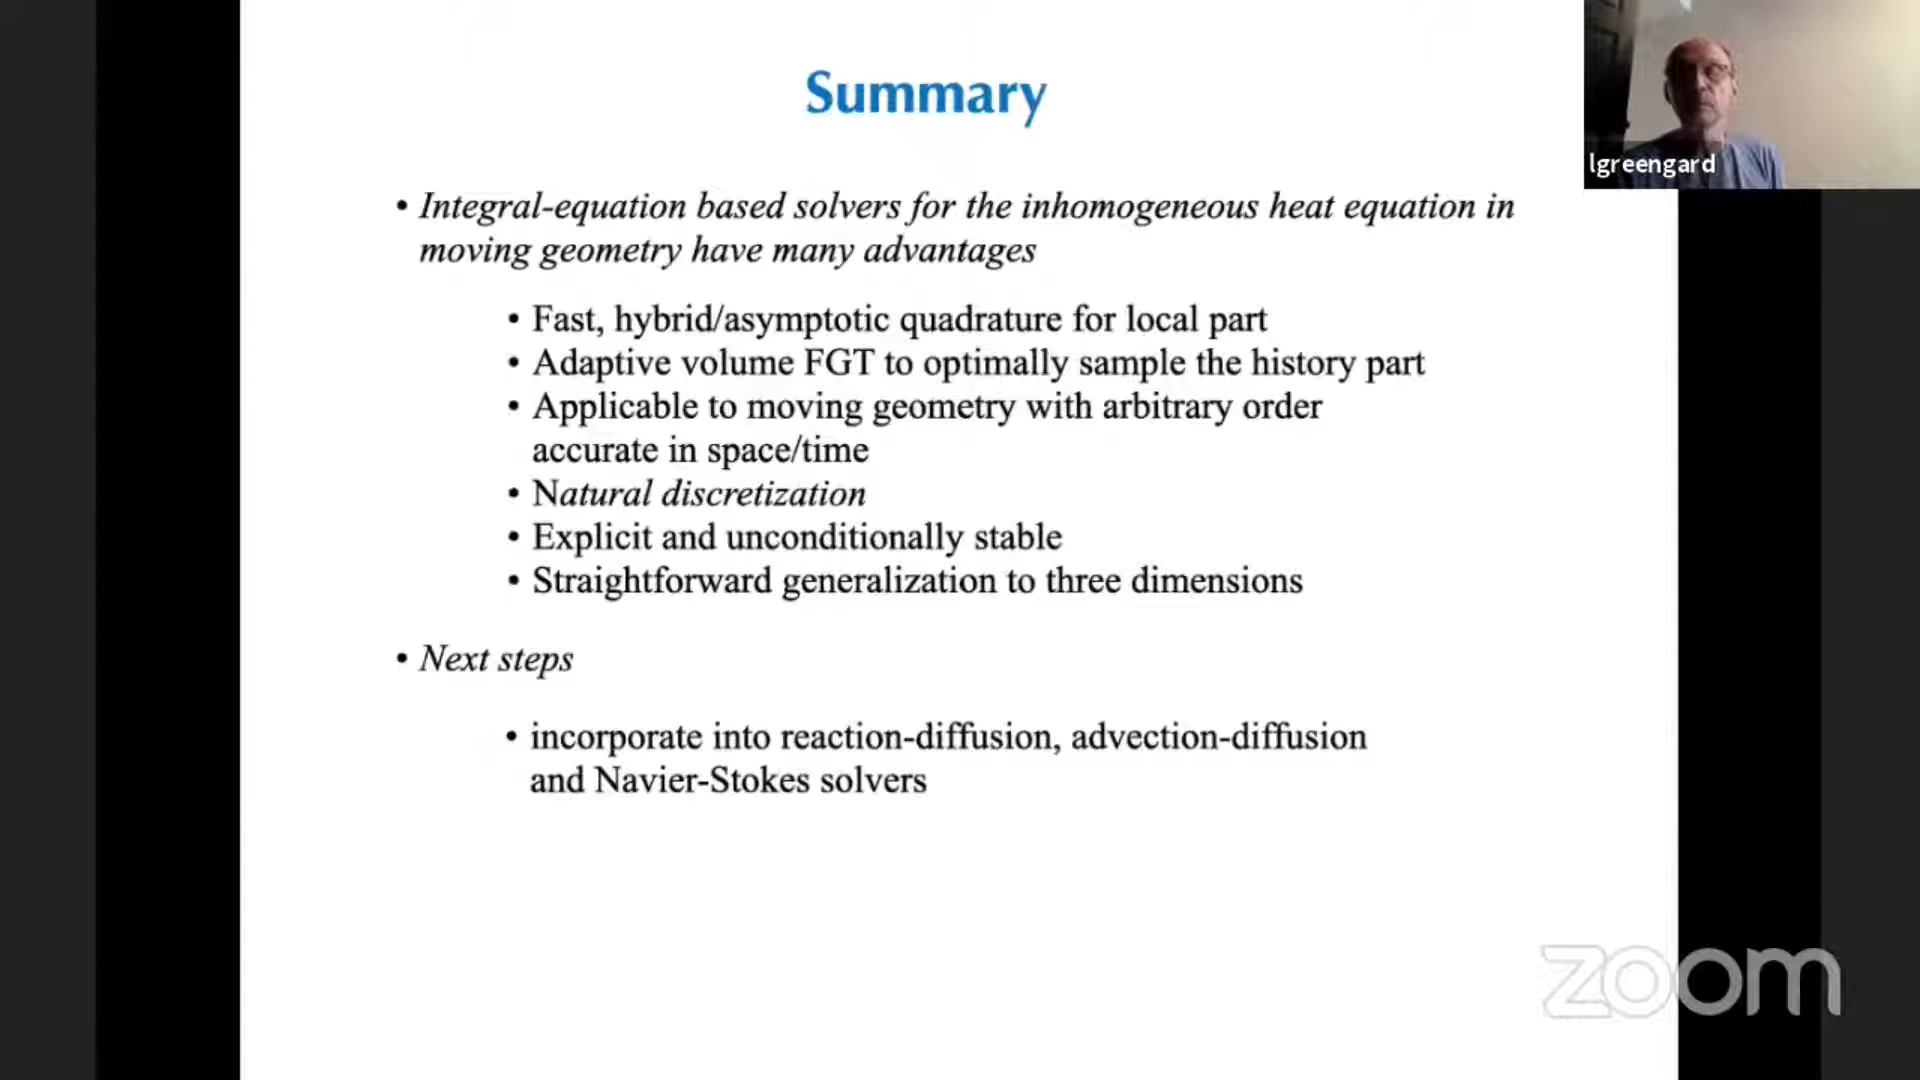 Summary
lgreengard
• Integral-equation based solvers for the inhomogeneous heat equation in
moving geometry have many advantages
• Fast, hybrid/asymptotic quadrature for local part
• Adaptive volume FGT to optimally sample the history part
• Applicable to moving geometry with arbitrary order
accurate in space/time
• Natural discretization
• Explicit and unconditionally stable
• Straightforward generalization to three dimensions
• Next steps
• incorporate into reaction-diffusion, advection-diffusion
and Navier-Stokes solvers
zoom